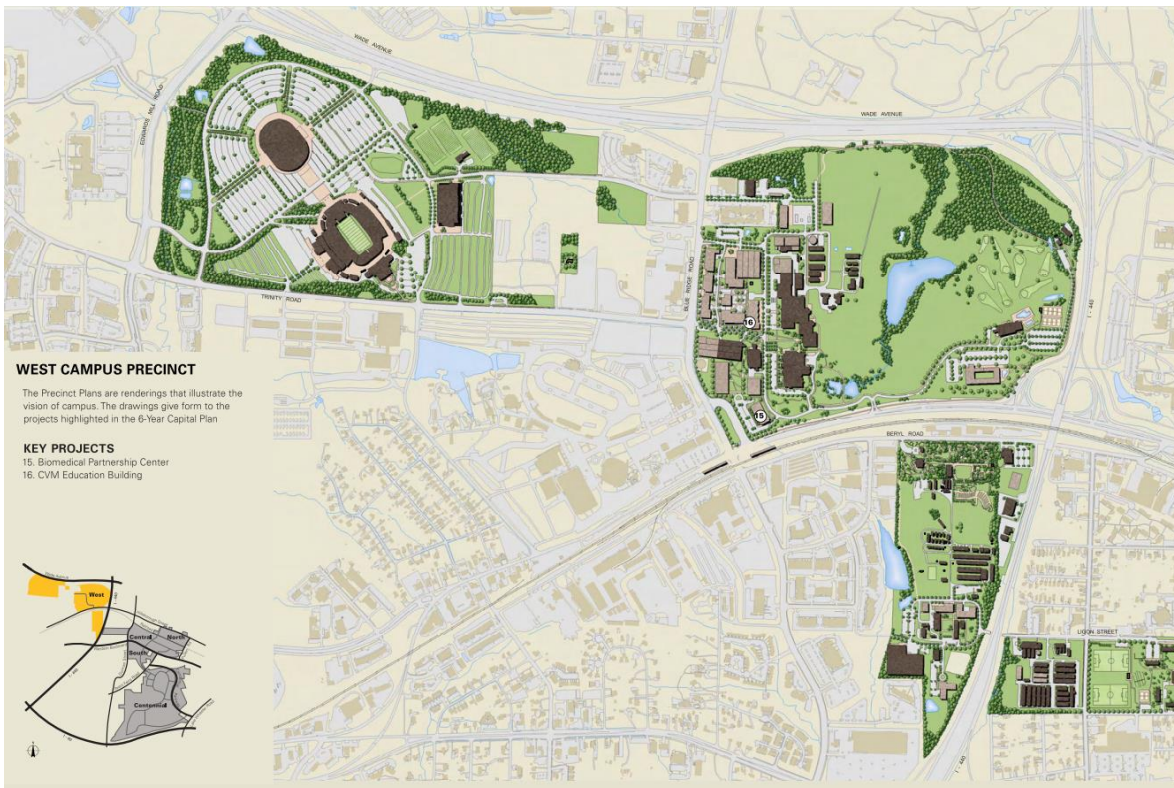 WADE AVENUE
EDWARDS MILL ROAD
WADE AVENUE
BLUE RIDGE ROAD
TRINITY ROAD
I - 440
16
15
WEST CAMPUS PRECINCT
The Precinct Plans are renderings that illustrate the
vision of campus. The drawings give form to the
projects highlighted in the 6-Year Capital Plan
KEY PROJECTS
15. Biomedical Partnership Center
16. CVM Education Building
BERYL ROAD
LIGON STREET
I - 440
West
Central
North
South
Centennial
I - 40